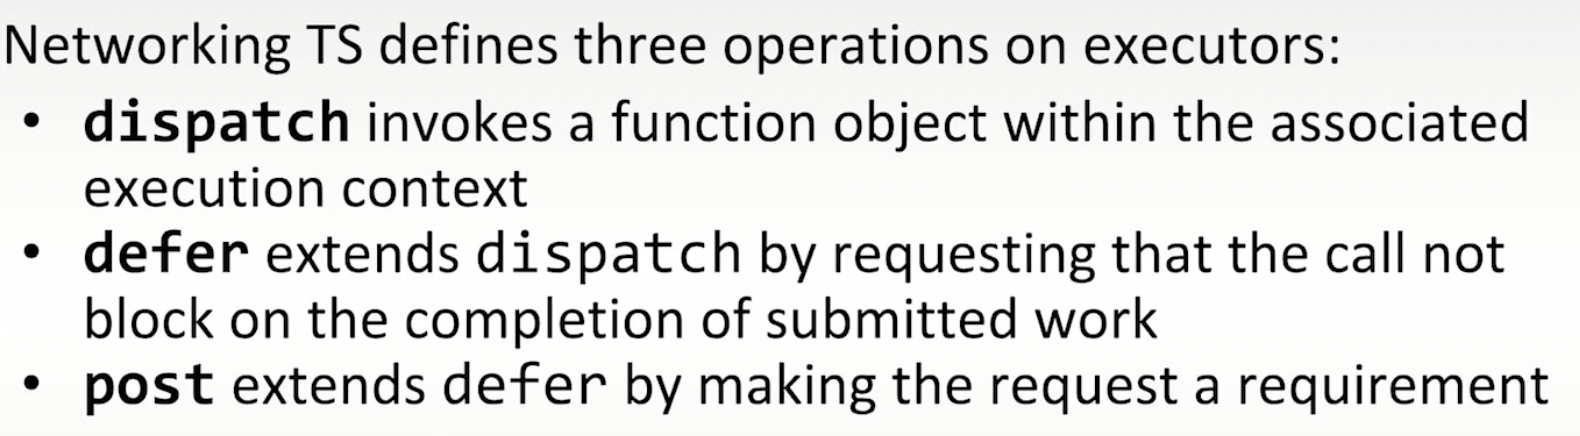 Networking TS defines three operations on executors:
• dispatch invokes a function object within the associated
execution context
• defer extends dispatch by requesting that the call not
block on the completion of submitted work
• post extends defer by making the request a requirement